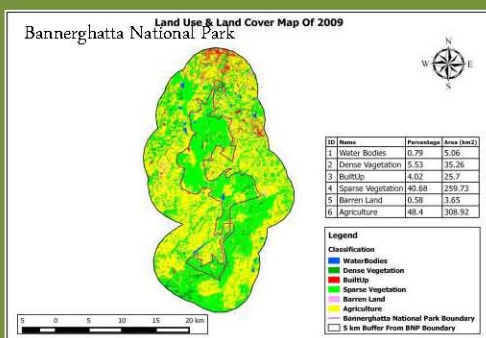 Land Use & Land Cover Map Of 2009
Bannerghatta National Park
N
W E
S
ID Name Percentage Area (km2)
1 Water Bodies 0.79 5.06
2 Dense Vagetation 5.53 35.26
3 BuiltUp 4.02 25.7
4 Sparse Vegetation 40.68 259.73
5 Barren Land 0.58 3.65
6 Agriculture 48.4 308.92
Legend
Classification
WaterBodies
Dense Vegetation
BuiltUp
Sparse Vegetation
Barren Land
Agriculture
Bannerghatta National Park Boundary
5 km Buffer From BNP Boundary
5 0 5 10 15 20 km